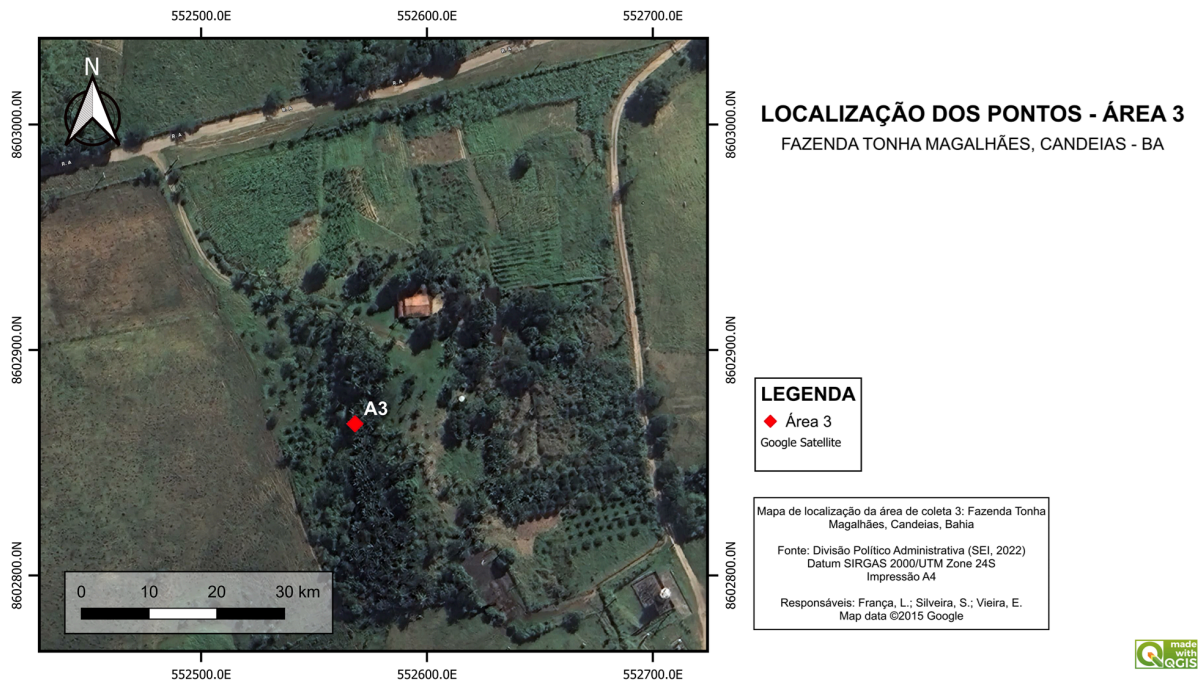 552500.0E
552600.0E
552700.0E
N
8603000.0N
8603000.0N
R. A
R. A
R. A
R. A
LOCALIZAÇÃO DOS PONTOS - ÁREA 3
FAZENDA TONHA MAGALHÃES, CANDEIAS - BA
8602900.0N
8602900.0N
A3
LEGENDA
Área 3
Google Satellite
8602800.0N
8602800.0N
0 10 20 30 km
Mapa de localização da área de coleta 3: Fazenda Tonha
Magalhães, Candeias, Bahia
Fonte: Divisão Político Administrativa (SEI, 2022)
Datum SIRGAS 2000/UTM Zone 24S
Impressão A4
Responsáveis: França, L.; Silveira, S.; Vieira, E.
Map data ©2015 Google
552500.0E
552600.0E
552700.0E
made
with
QGIS